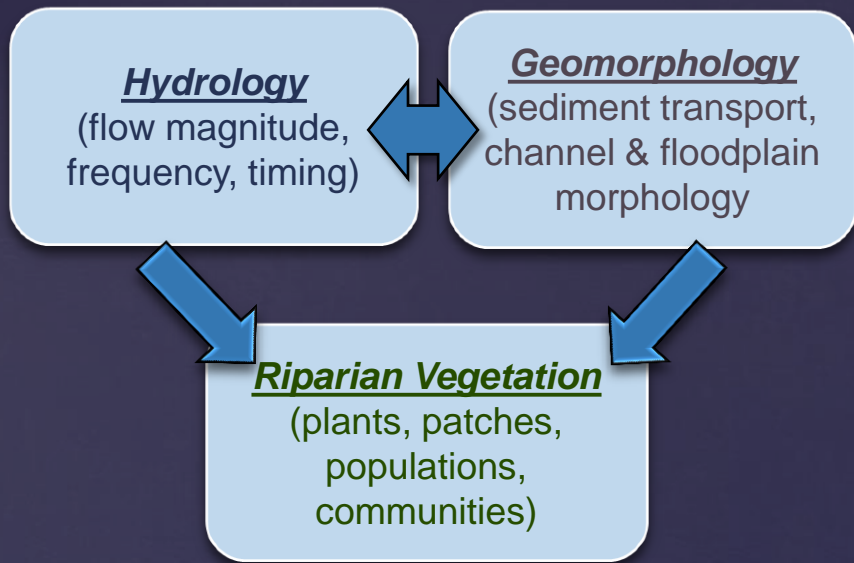 Hydrology
(flow magnitude,
frequency, timing)
Geomorphology
(sediment transport,
channel & floodplain
morphology
Riparian Vegetation
(plants, patches,
populations,
communities)